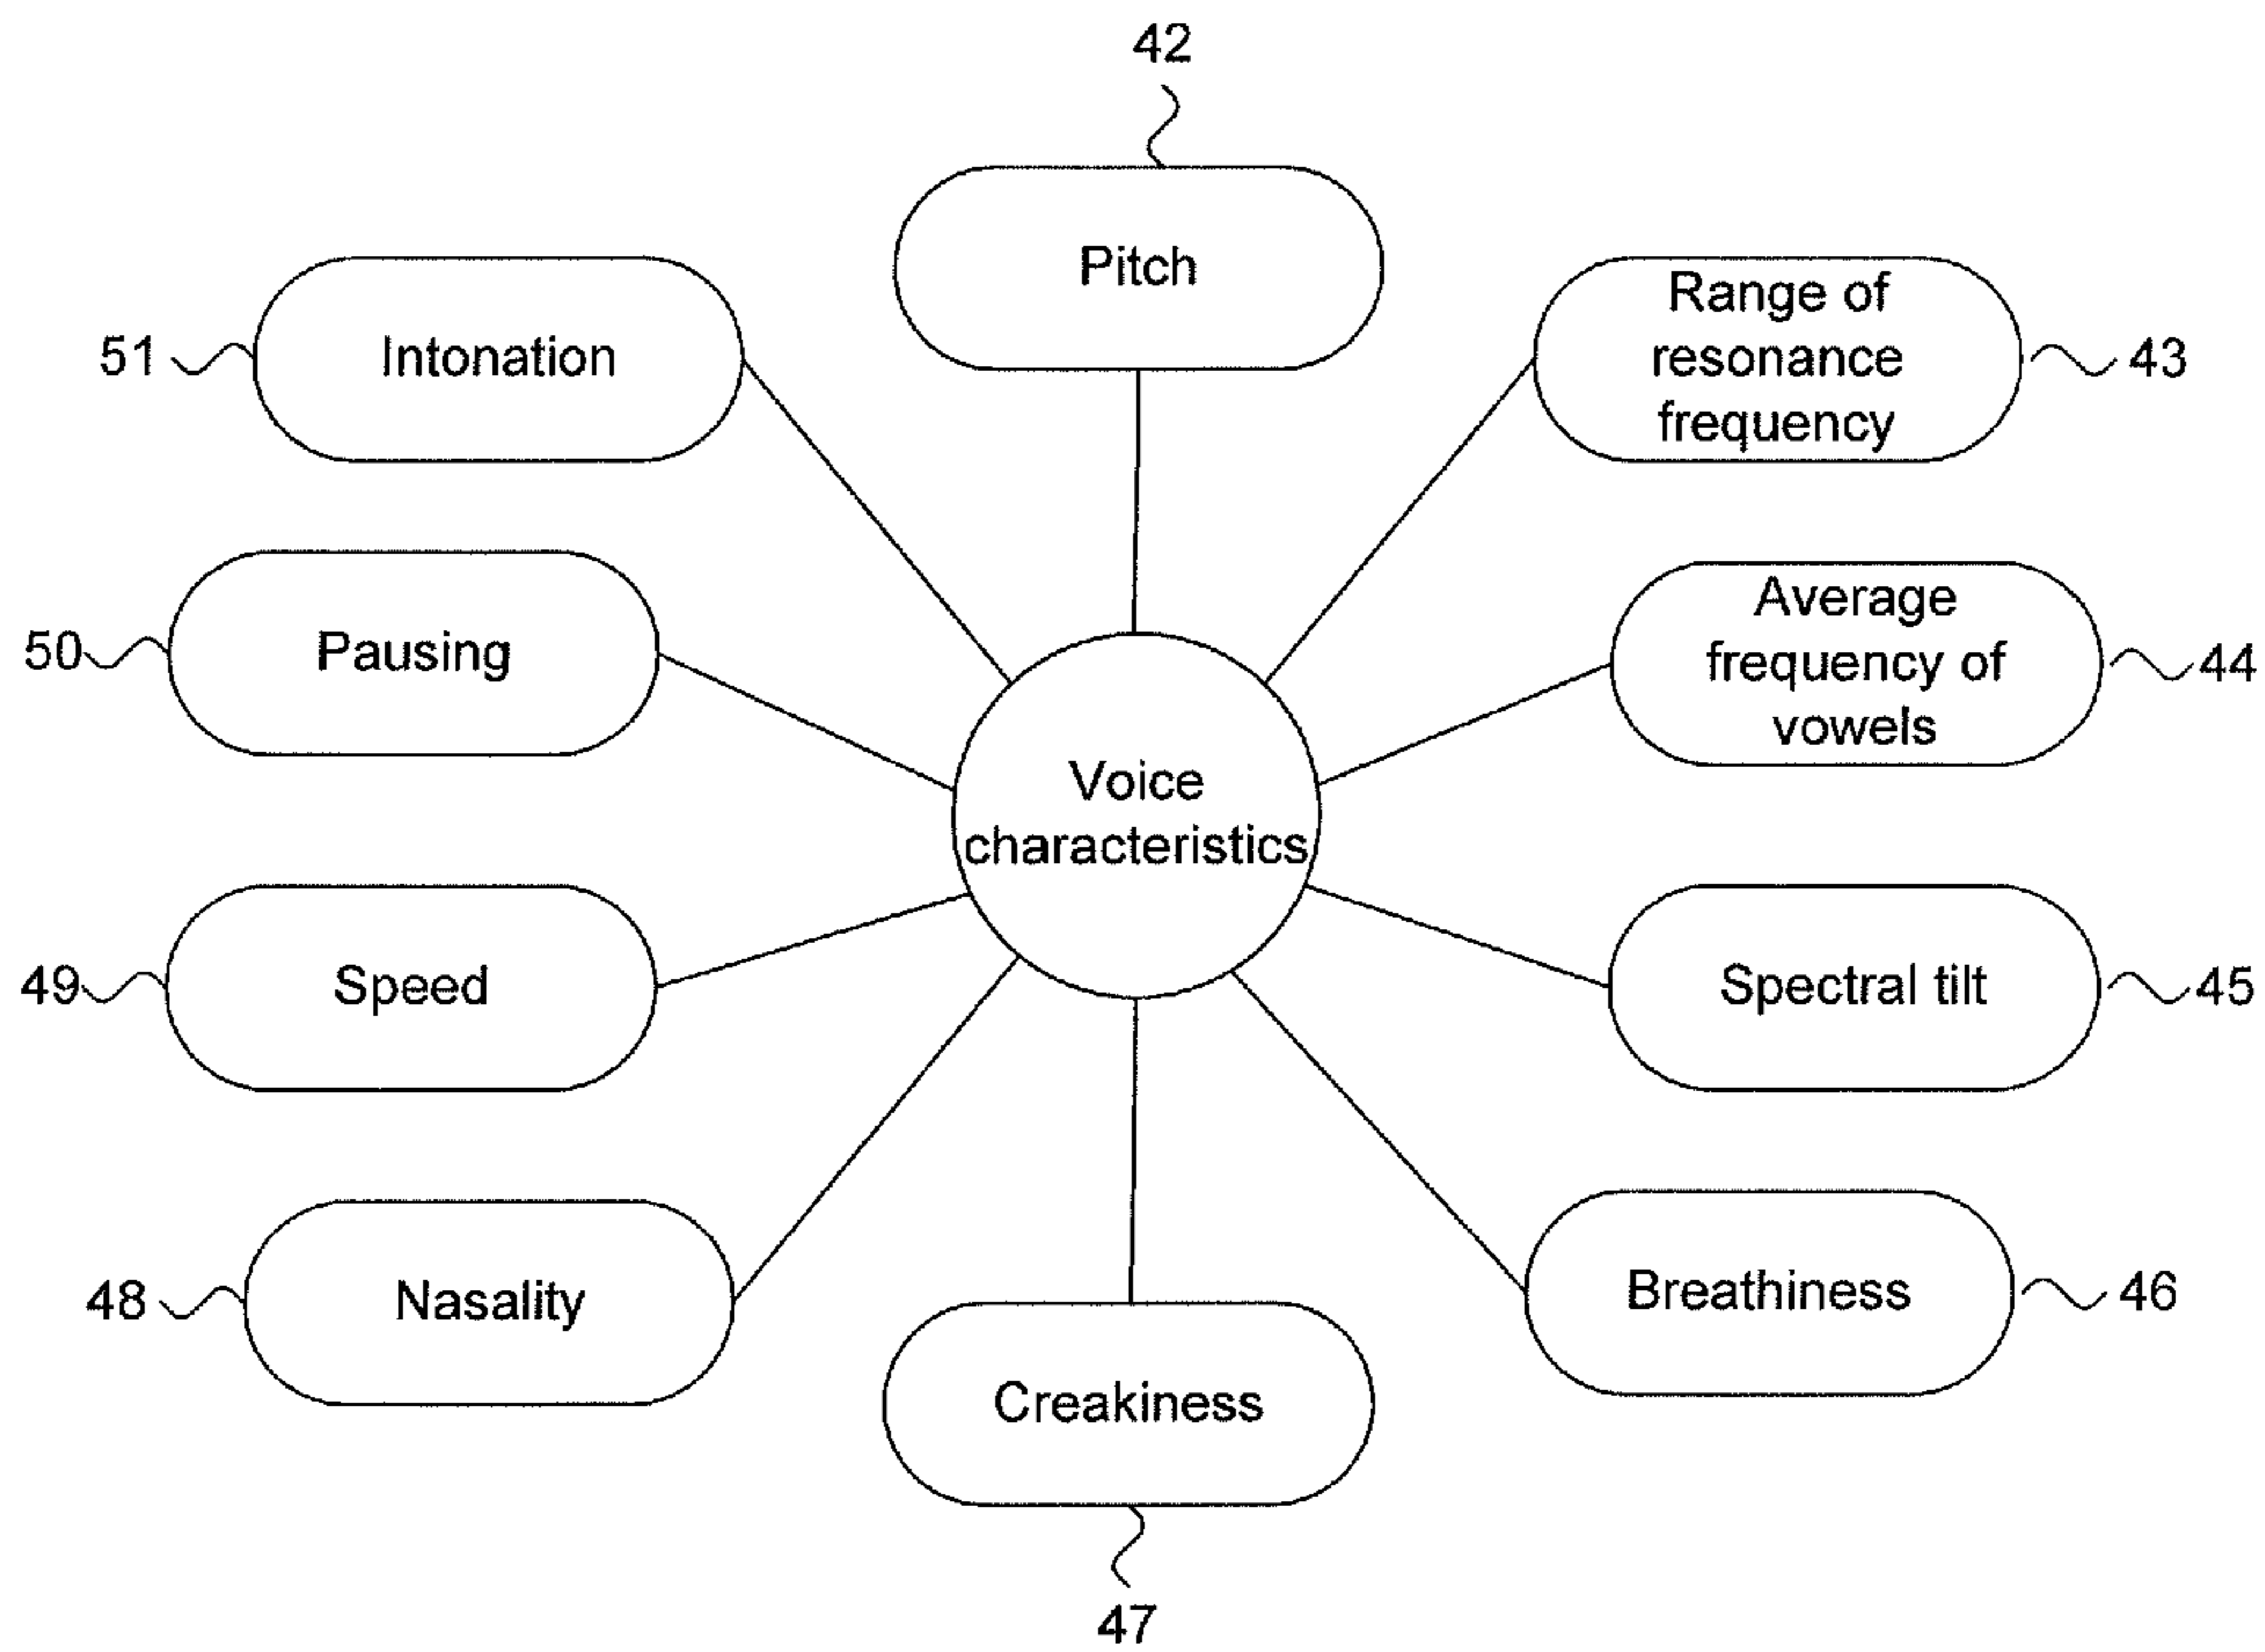 42
Pitch
Range of
resonance
frequency
43
51
Intonation
Average
frequency of
vowels
44
50
Pausing
Voice
characteristics
49
Speed
Spectral tilt
45
48
Nasality
Breathiness
46
Creakiness
47